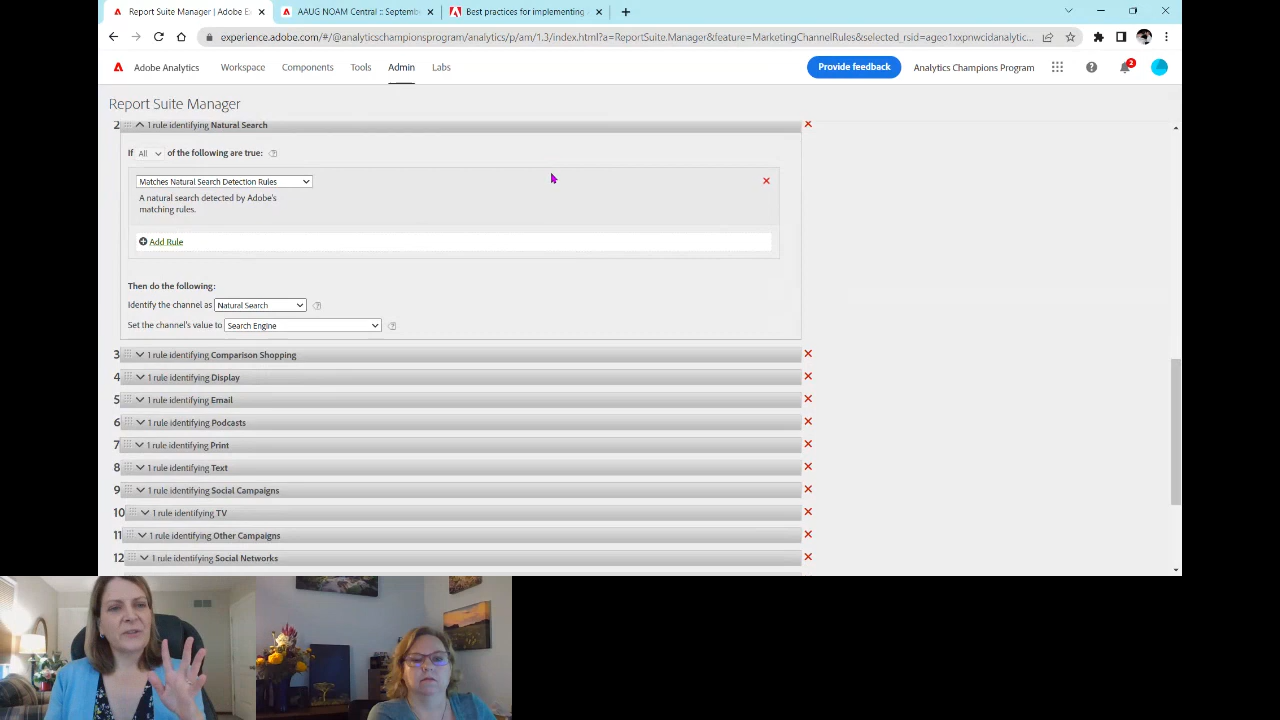 Report Suite Manager | Adobe Ex
AAUG NOAM Central :: Septembe
Best practices for implementing
experience.adobe.com/#/@analyticschampionsprogram/analytics/p/am/1.3/index.html?a=ReportSuite.Manager&feature=MarketingChannelRules&selected_rsid=ageo1xxpnwcidanalytic...
Adobe Analytics
Workspace
Components
Tools
Admin
Labs
Provide feedback
Analytics Champions Program
2
Report Suite Manager
2 1 rule identifying Natural Search
If All of the following are true:
Matches Natural Search Detection Rules
A natural search detected by Adobe's
matching rules.
Add Rule
Then do the following:
Identify the channel as Natural Search
Set the channel's value to Search Engine
3 1 rule identifying Comparison Shopping
4 1 rule identifying Display
5 1 rule identifying Email
6 1 rule identifying Podcasts
7 1 rule identifying Print
8 1 rule identifying Text
9 1 rule identifying Social Campaigns
10 1 rule identifying TV
11 1 rule identifying Other Campaigns
12 1 rule identifying Social Networks